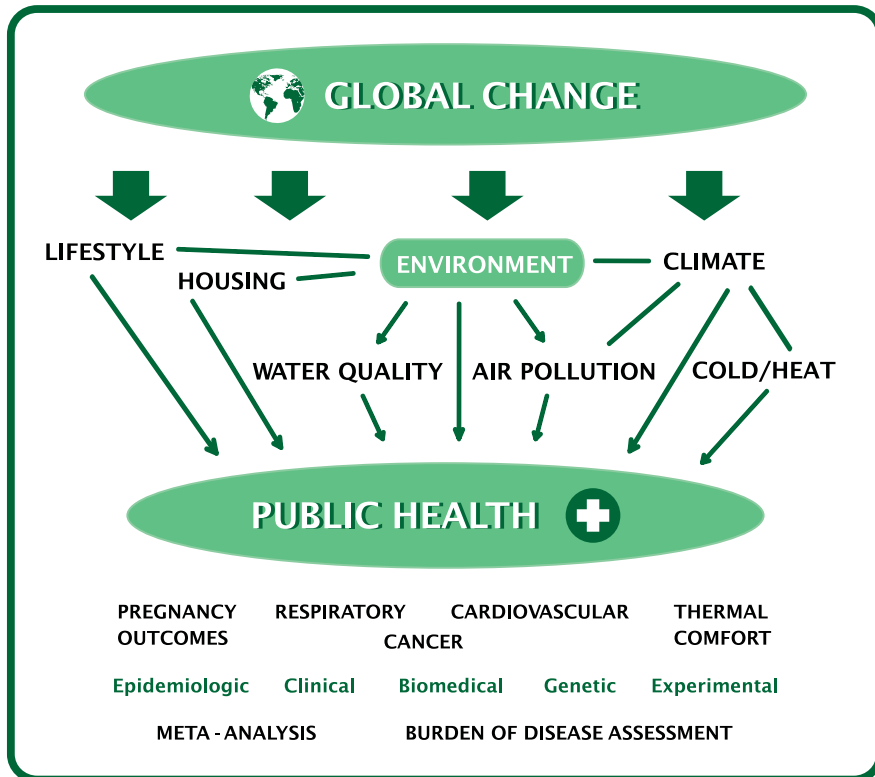 GLOBAL CHANGE
LIFESTYLE
HOUSING
ENVIRONMENT
CLIMATE
WATER QUALITY
AIR POLLUTION
COLD/HEAT
PUBLIC HEALTH
PREGNANCY OUTCOMES
RESPIRATORY
CARDIOVASCULAR
THERMAL COMFORT
CANCER
Epidemiologic Clinical Biomedical Genetic Experimental
META - ANALYSIS BURDEN OF DISEASE ASSESSMENT